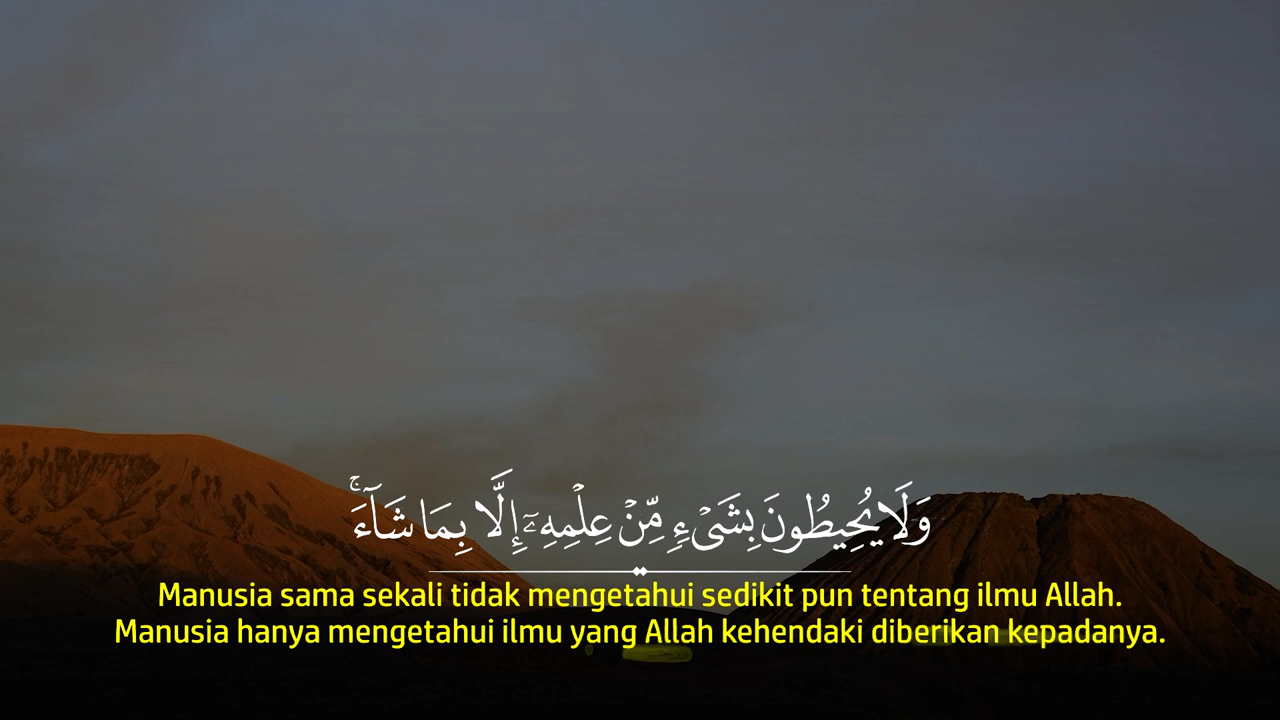 وَلَا يُحِيطُونَ بِشَىْءٍ مِّنْ عِلْمِهِۦٓ إِلَّا بِمَا شَآءَ ۚ
Manusia sama sekali tidak mengetahui sedikit pun tentang ilmu Allah.
Manusia hanya mengetahui ilmu yang Allah kehendaki diberikan kepadanya.